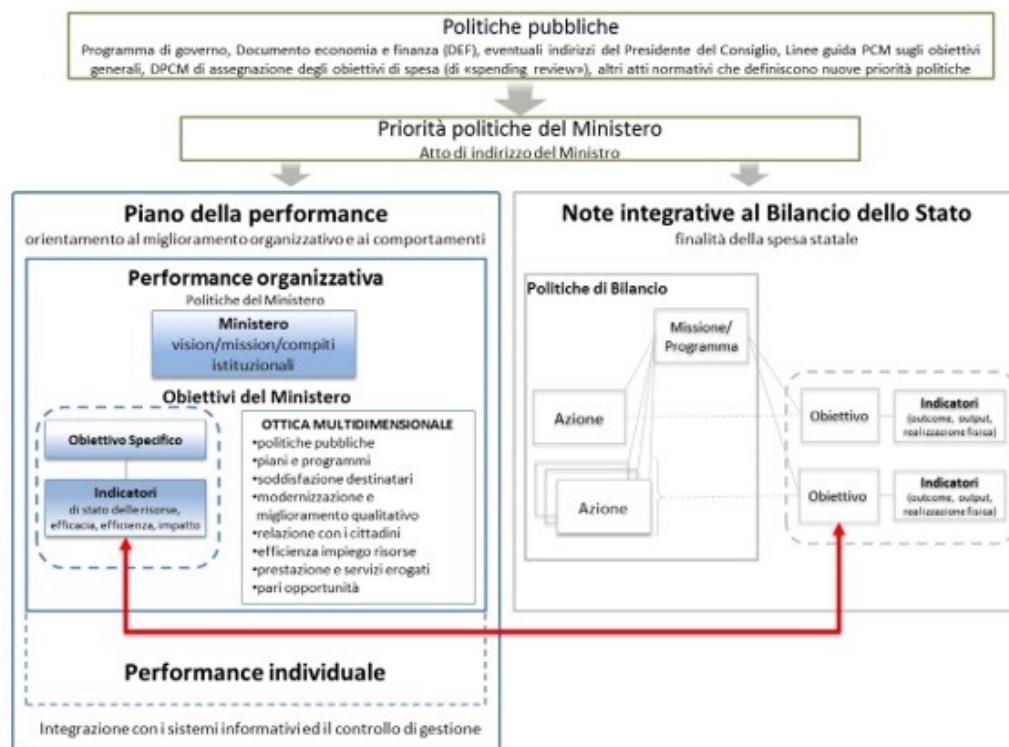 Politiche pubbliche
Programma di governo, Documento economia e finanza (DEF), eventuali indirizzi del Presidente del Consiglio, Linee guida PCM sugli obiettivi
generali, DPCM di assegnazione degli obiettivi di spesa (di «spending review»), altri atti normativi che definiscono nuove priorità politiche
Priorità politiche del Ministero
Atto di indirizzo del Ministro
Piano della performance
orientamento al miglioramento organizzativo e ai comportamenti
Performance organizzativa
Politiche del Ministero
Ministero
vision/mission/compiti
istituzionali
Obiettivi del Ministero
Obiettivo Specifico
Indicatori
di stato delle risorse,
efficacia, efficienza, impatto
OTTICA MULTIDIMENSIONALE
•politiche pubbliche
•piani e programmi
•soddisfazione destinatari
•modernizzazione e
miglioramento qualitativo
•relazione con i cittadini
•efficienza impiego risorse
•prestazione e servizi erogati
•pari opportunità
Performance individuale
Integrazione con i sistemi informativi ed il controllo di gestione
Note integrative al Bilancio dello Stato
finalità della spesa statale
Politiche di Bilancio
Missione/
Programma
Azione
Azione
Obiettivo
Indicatori
(outcome, output,
realizzazione fisica)
Obiettivo
Indicatori
(outcome, output,
realizzazione fisica)